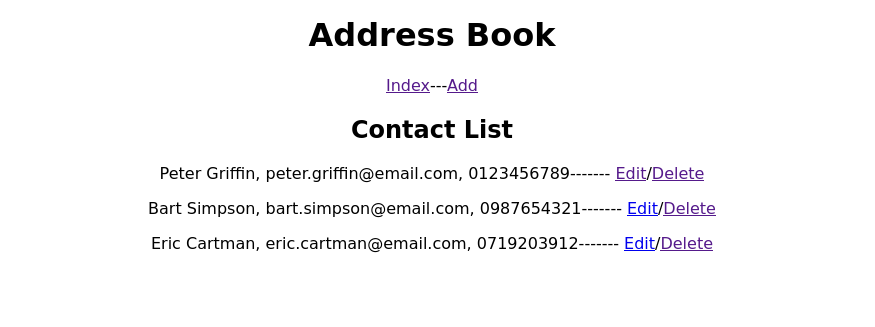 Address Book
Index---Add
Contact List
Peter Griffin, peter.griffin@email.com, 0123456789------- Edit/Delete
Bart Simpson, bart.simpson@email.com, 0987654321------- Edit/Delete
Eric Cartman, eric.cartman@email.com, 0719203912------- Edit/Delete